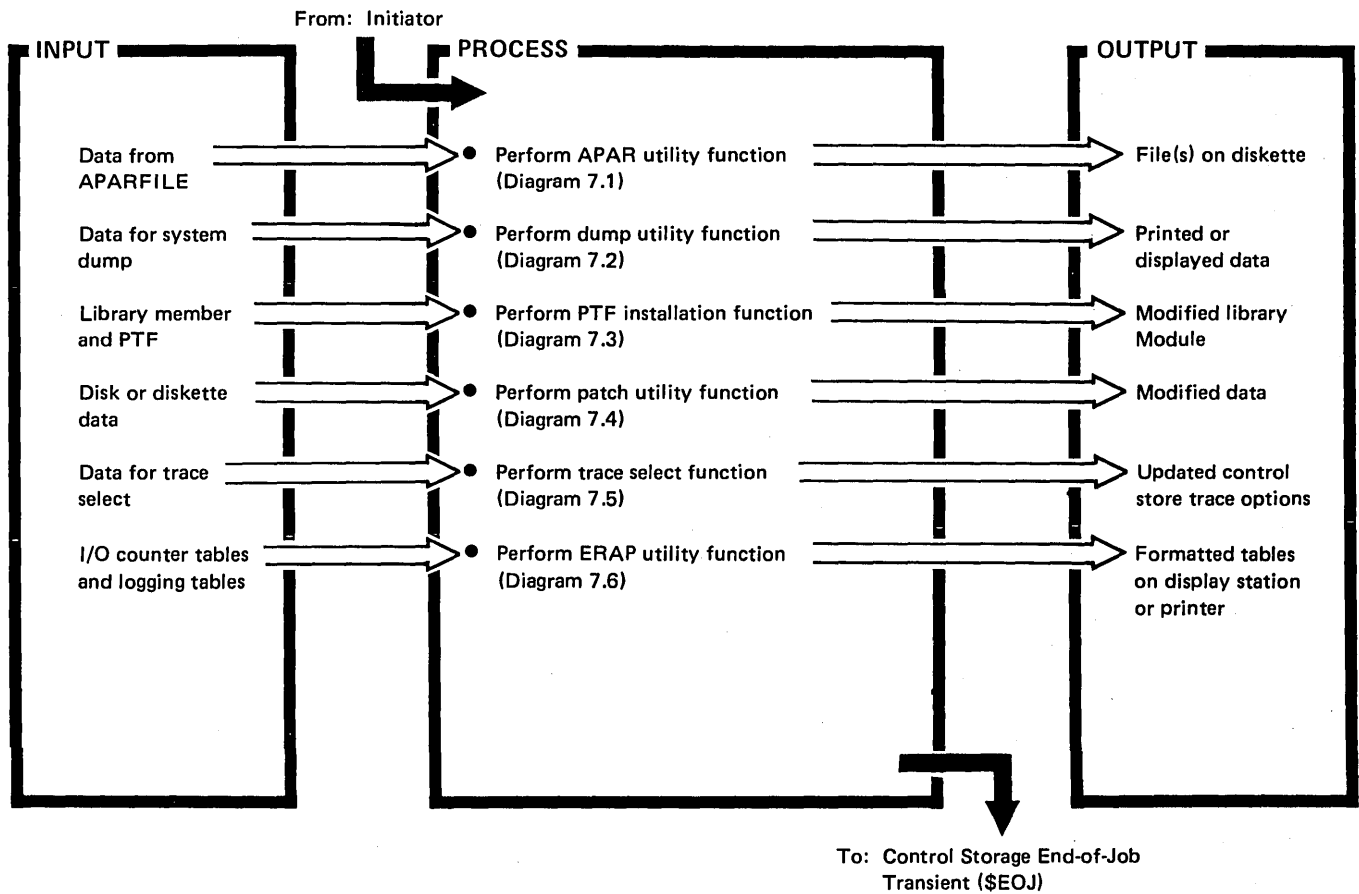 From: Initiator
INPUT
PROCESS
OUTPUT
Data from
APARFILE
Perform APAR utility function
(Diagram 7.1)
File(s) on diskette
Data for system
dump
Perform dump utility function
(Diagram 7.2)
Printed or
displayed data
Library member
and PTF
Perform PTF installation function
(Diagram 7.3)
Modified library
Module
Disk or diskette
data
Perform patch utility function
(Diagram 7.4)
Modified data
Data for trace
select
Perform trace select function
(Diagram 7.5)
Updated control
store trace options
I/O counter tables
and logging tables
Perform ERAP utility function
(Diagram 7.6)
Formatted tables
on display station
or printer
To: Control Storage End-of-Job
Transient ($EOJ)